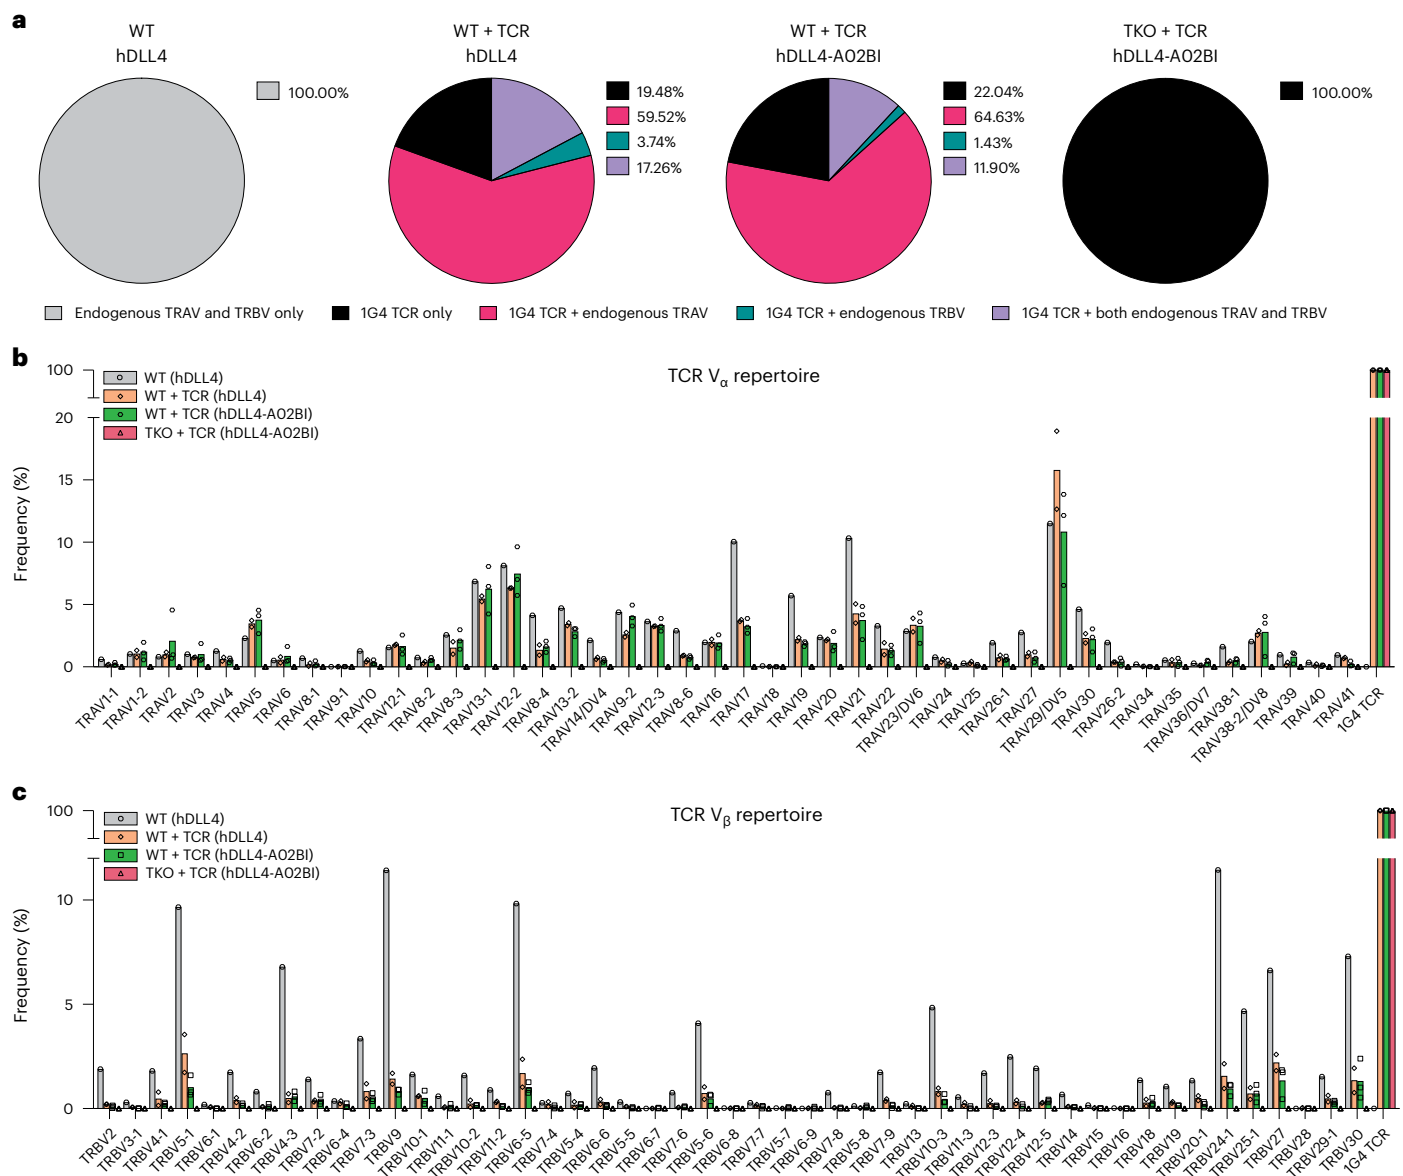 a
WT
hDLL4
100.00%
WT + TCR
hDLL4
19.48%
59.52%
3.74%
17.26%
WT + TCR
hDLL4-A02BI
22.04%
64.63%
1.43%
11.90%
TKO + TCR
hDLL4-A02BI
100.00%
Endogenous TRAV and TRBV only
1G4 TCR only
1G4 TCR + endogenous TRAV
1G4 TCR + endogenous TRBV
1G4 TCR + both endogenous TRAV and TRBV
b
TCR Vα repertoire
WT (hDLL4)
WT + TCR (hDLL4)
WT + TCR (hDLL4-A02BI)
TKO + TCR (hDLL4-A02BI)
Frequency (%)
100
20
15
10
5
0
TRAV1-1
TRAV1-2
TRAV2
TRAV3
TRAV4
TRAV5
TRAV6
TRAV8-1
TRAV9-1
TRAV10
TRAV12-1
TRAV8-2
TRAV8-3
TRAV13-1
TRAV12-2
TRAV8-4
TRAV13-2
TRAV14/DV4
TRAV9-2
TRAV12-3
TRAV8-6
TRAV16
TRAV17
TRAV18
TRAV19
TRAV20
TRAV21
TRAV22
TRAV23/DV6
TRAV24
TRAV25
TRAV26-1
TRAV27
TRAV29/DV5
TRAV30
TRAV26-2
TRAV34
TRAV35
TRAV36/DV7
TRAV38-1
TRAV38-2/DV8
TRAV39
TRAV40
TRAV41
1G4 TCR
c
TCR Vβ repertoire
WT (hDLL4)
WT + TCR (hDLL4)
WT + TCR (hDLL4-A02BI)
TKO + TCR (hDLL4-A02BI)
Frequency (%)
100
10
5
0
TRBV2
TRBV3-1
TRBV4-1
TRBV5-1
TRBV6-1
TRBV4-2
TRBV6-2
TRBV4-3
TRBV7-2
TRBV6-4
TRBV7-3
TRBV9
TRBV10-1
TRBV11-1
TRBV10-2
TRBV11-2
TRBV6-5
TRBV7-4
TRBV5-4
TRBV6-6
TRBV5-5
TRBV6-7
TRBV7-6
TRBV5-6
TRBV6-8
TRBV7-7
TRBV5-7
TRBV6-9
TRBV7-8
TRBV5-8
TRBV7-9
TRBV13
TRBV10-3
TRBV11-3
TRBV12-3
TRBV12-4
TRBV12-5
TRBV14
TRBV15
TRBV16
TRBV18
TRBV19
TRBV20-1
TRBV24-1
TRBV25-1
TRBV27
TRBV28
TRBV29-1
TRBV30
1G4 TCR